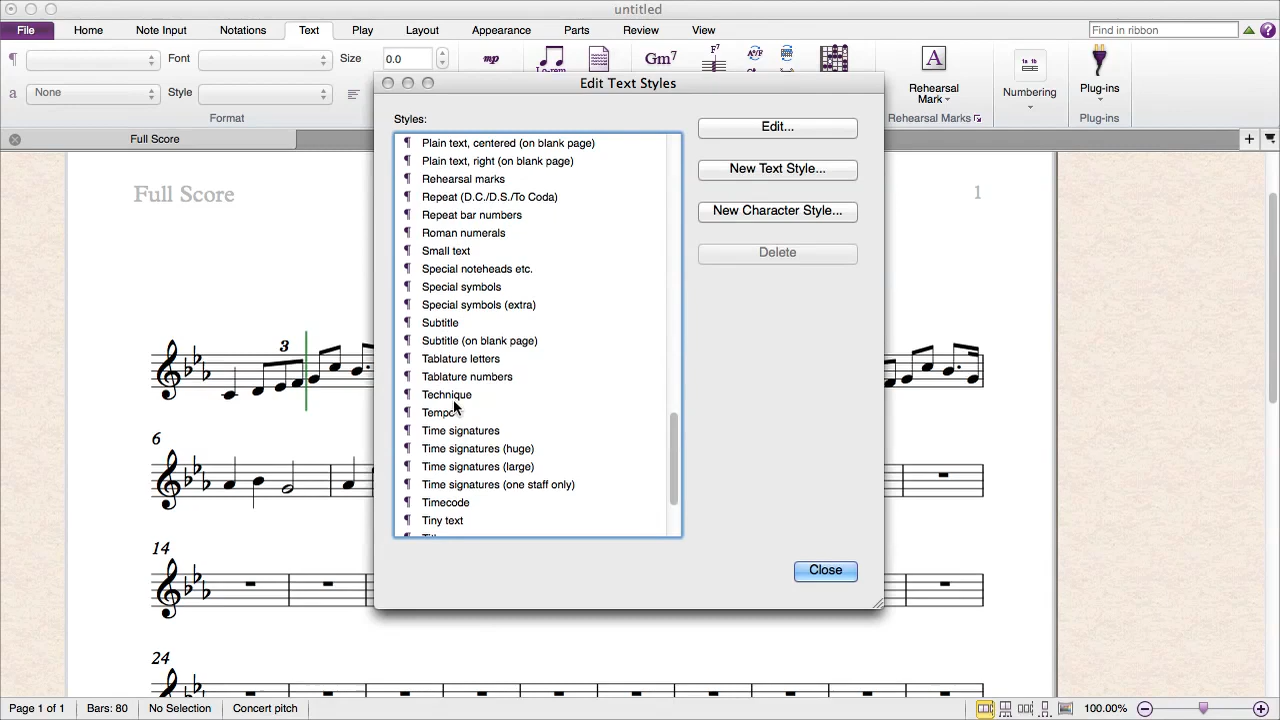 untitled
File Home Note Input Notations Text Play Layout Appearance Parts Review View Find in ribbon
Font Size 0.0
mp Gm7 F7
a None Style
Format
A
Rehearsal Mark
Rehearsal Marks
Numbering
Plug-ins
Plug-ins
Full Score
Edit Text Styles
Styles:
Plain text, centered (on blank page)
Plain text, right (on blank page)
Rehearsal marks
Repeat (D.C./D.S./To Coda)
Repeat bar numbers
Roman numerals
Small text
Special noteheads etc.
Special symbols
Special symbols (extra)
Subtitle
Subtitle (on blank page)
Tablature letters
Tablature numbers
Technique
Tempo
Time signatures
Time signatures (huge)
Time signatures (large)
Time signatures (one staff only)
Timecode
Tiny text
Edit...
New Text Style...
New Character Style...
Delete
Close
Full Score
1
3
6
14
24
Page 1 of 1 Bars: 80 No Selection Concert pitch 100.00%